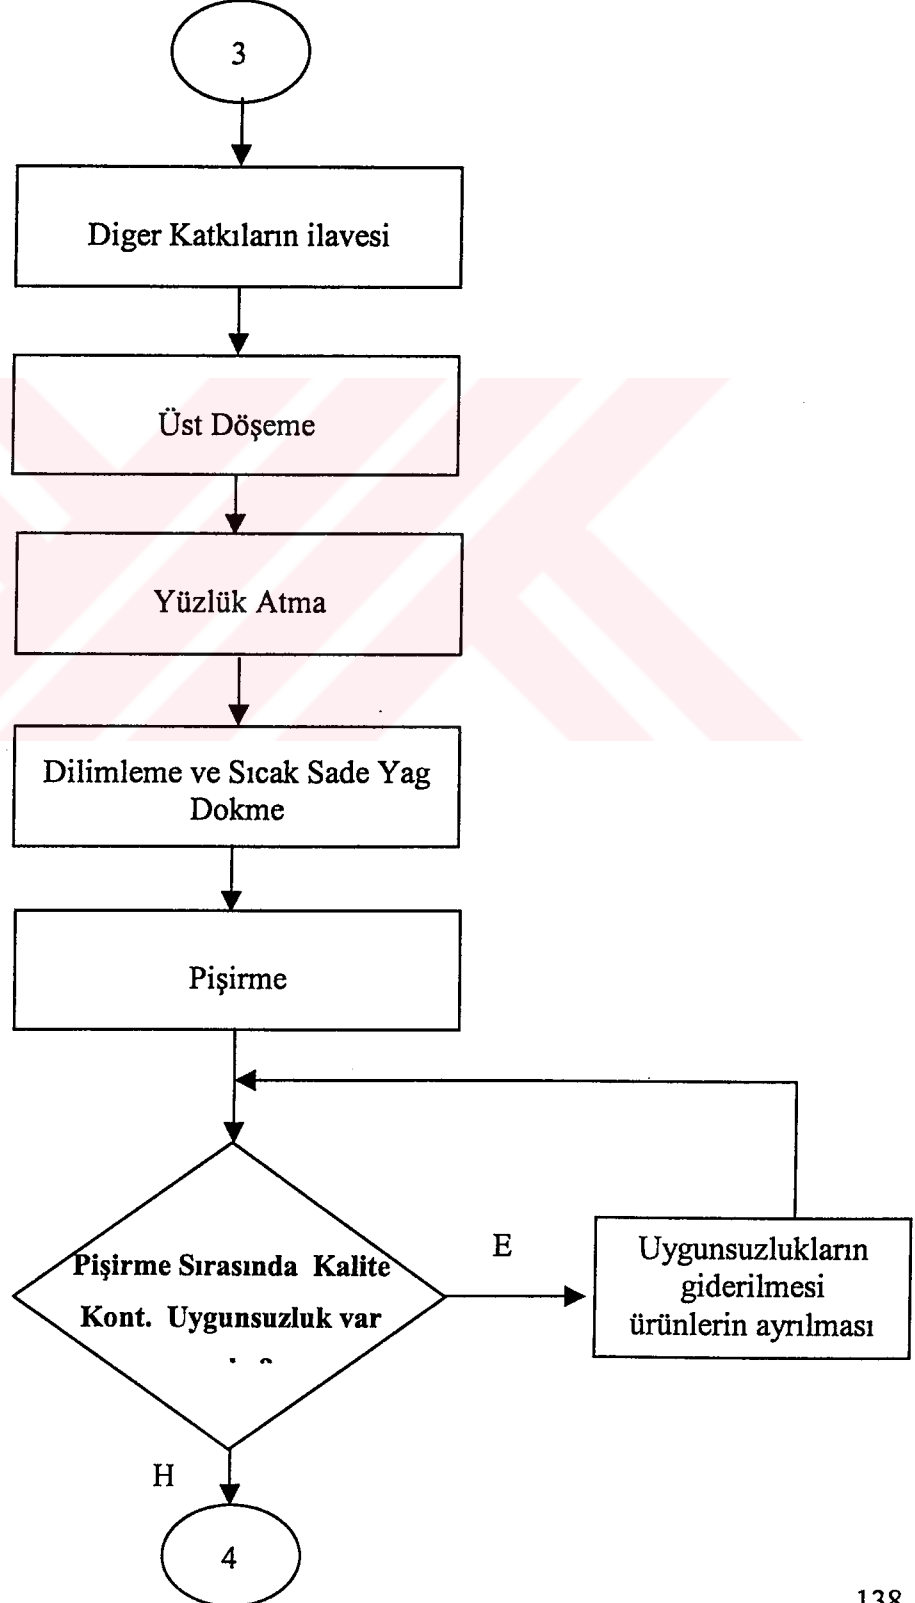 3
Diger Katkıların ilavesi
Üst Döşeme
Yüzlük Atma
Dilimleme ve Sıcak Sade Yag
Dokme
Pişirme
Pişirme Sırasında Kalite
Kont. Uygunsuzluk var
E
Uygunsuzlukların
giderilmesi
ürünlerin ayrılması
H
4
138